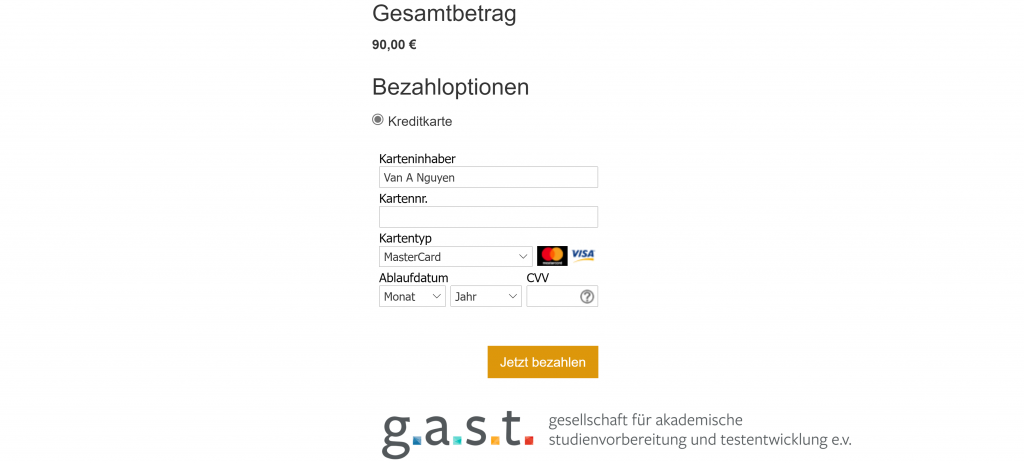 Gesamtbetrag
90,00 €
Bezahloptionen
Kreditkarte
Karteninhaber
Van A Nguyen
Kartennr.
Kartentyp
MasterCard VISA
Ablaufdatum CVV
Monat Jahr ?
Jetzt bezahlen
g.a.s.t.
gesellschaft für akademische
studienvorbereitung und testentwicklung e.v.